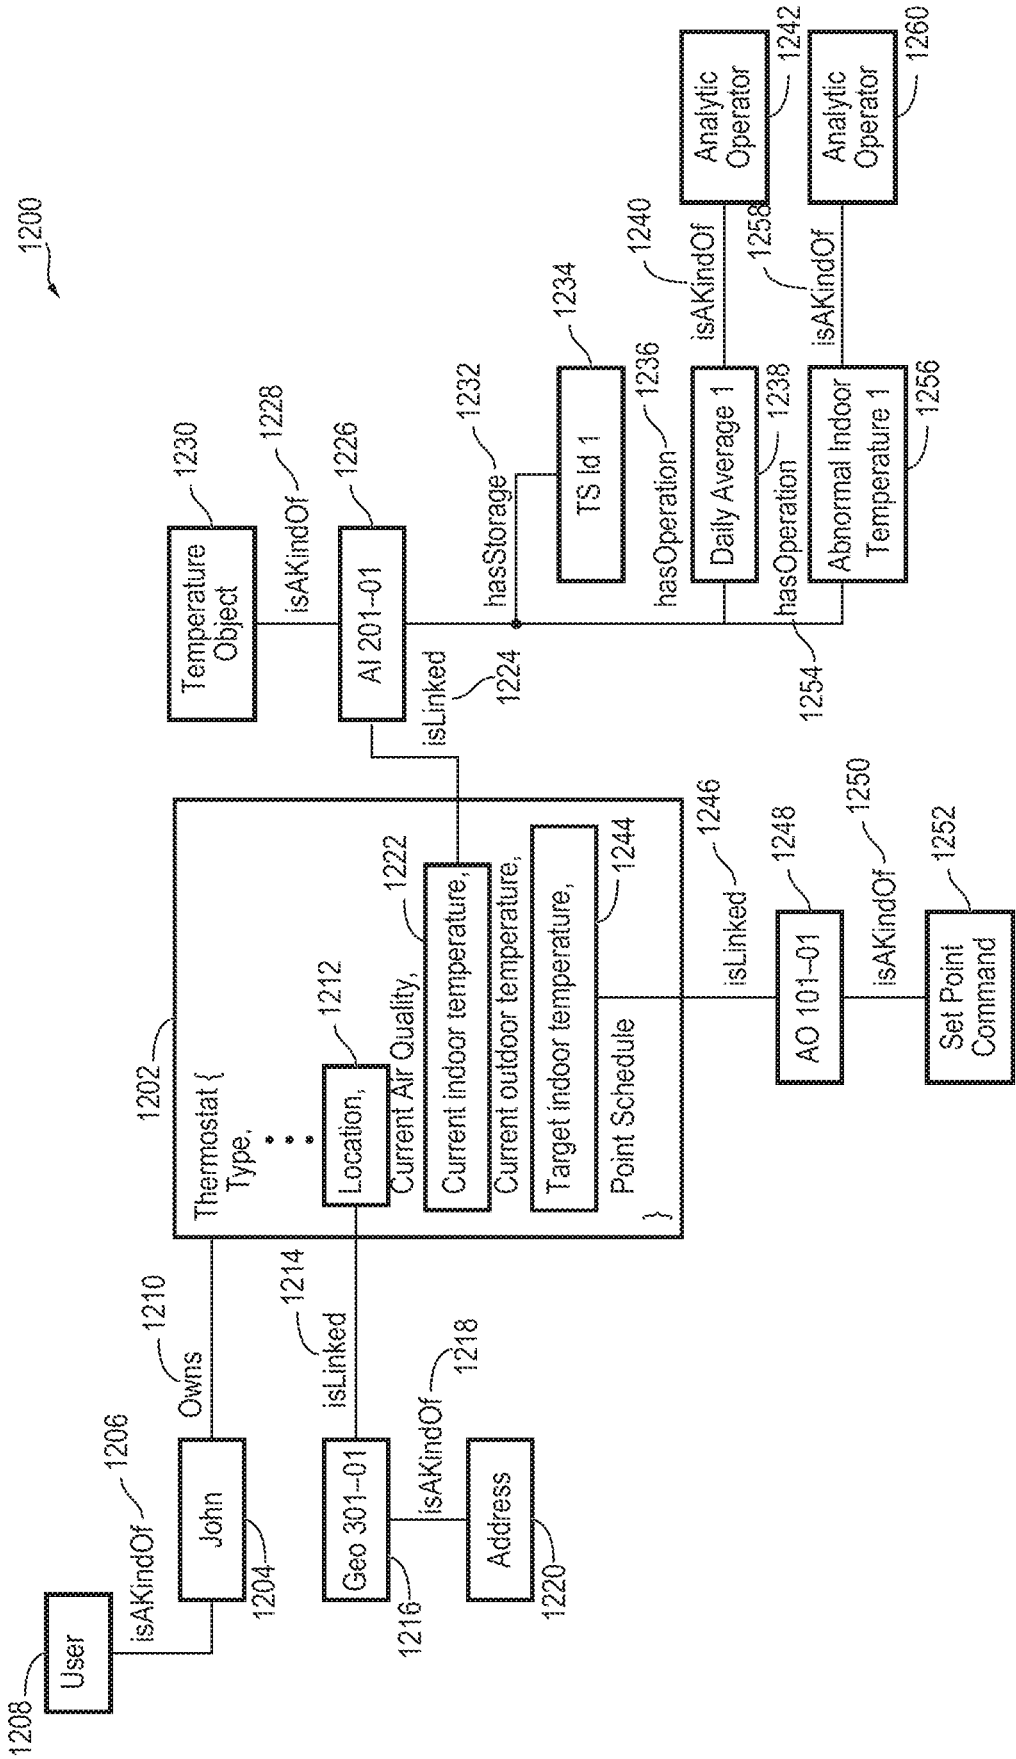 1200
1208
User
isAKindOf
1206
John
1204
Owns
1210
1202
Thermostat {
Type,
Location,
1212
Current Air Quality,
Current indoor temperature,
1222
Current outdoor temperature,
Target indoor temperature,
1244
Point Schedule
}
isLinked
1214
Geo 301–01
1216
isAKindOf
1218
Address
1220
Temperature
Object
1230
isAKindOf
1228
AI 201–01
1226
isLinked
1224
hasStorage
1232
TS Id 1
1234
hasOperation
1236
Daily Average 1
1238
isAKindOf
1240
Analytic
Operator
1242
hasOperation
1254
Abnormal Indoor
Temperature 1
1256
isAKindOf
1258
Analytic
Operator
1260
isLinked
1246
AO 101–01
1248
isAKindOf
1250
Set Point
Command
1252